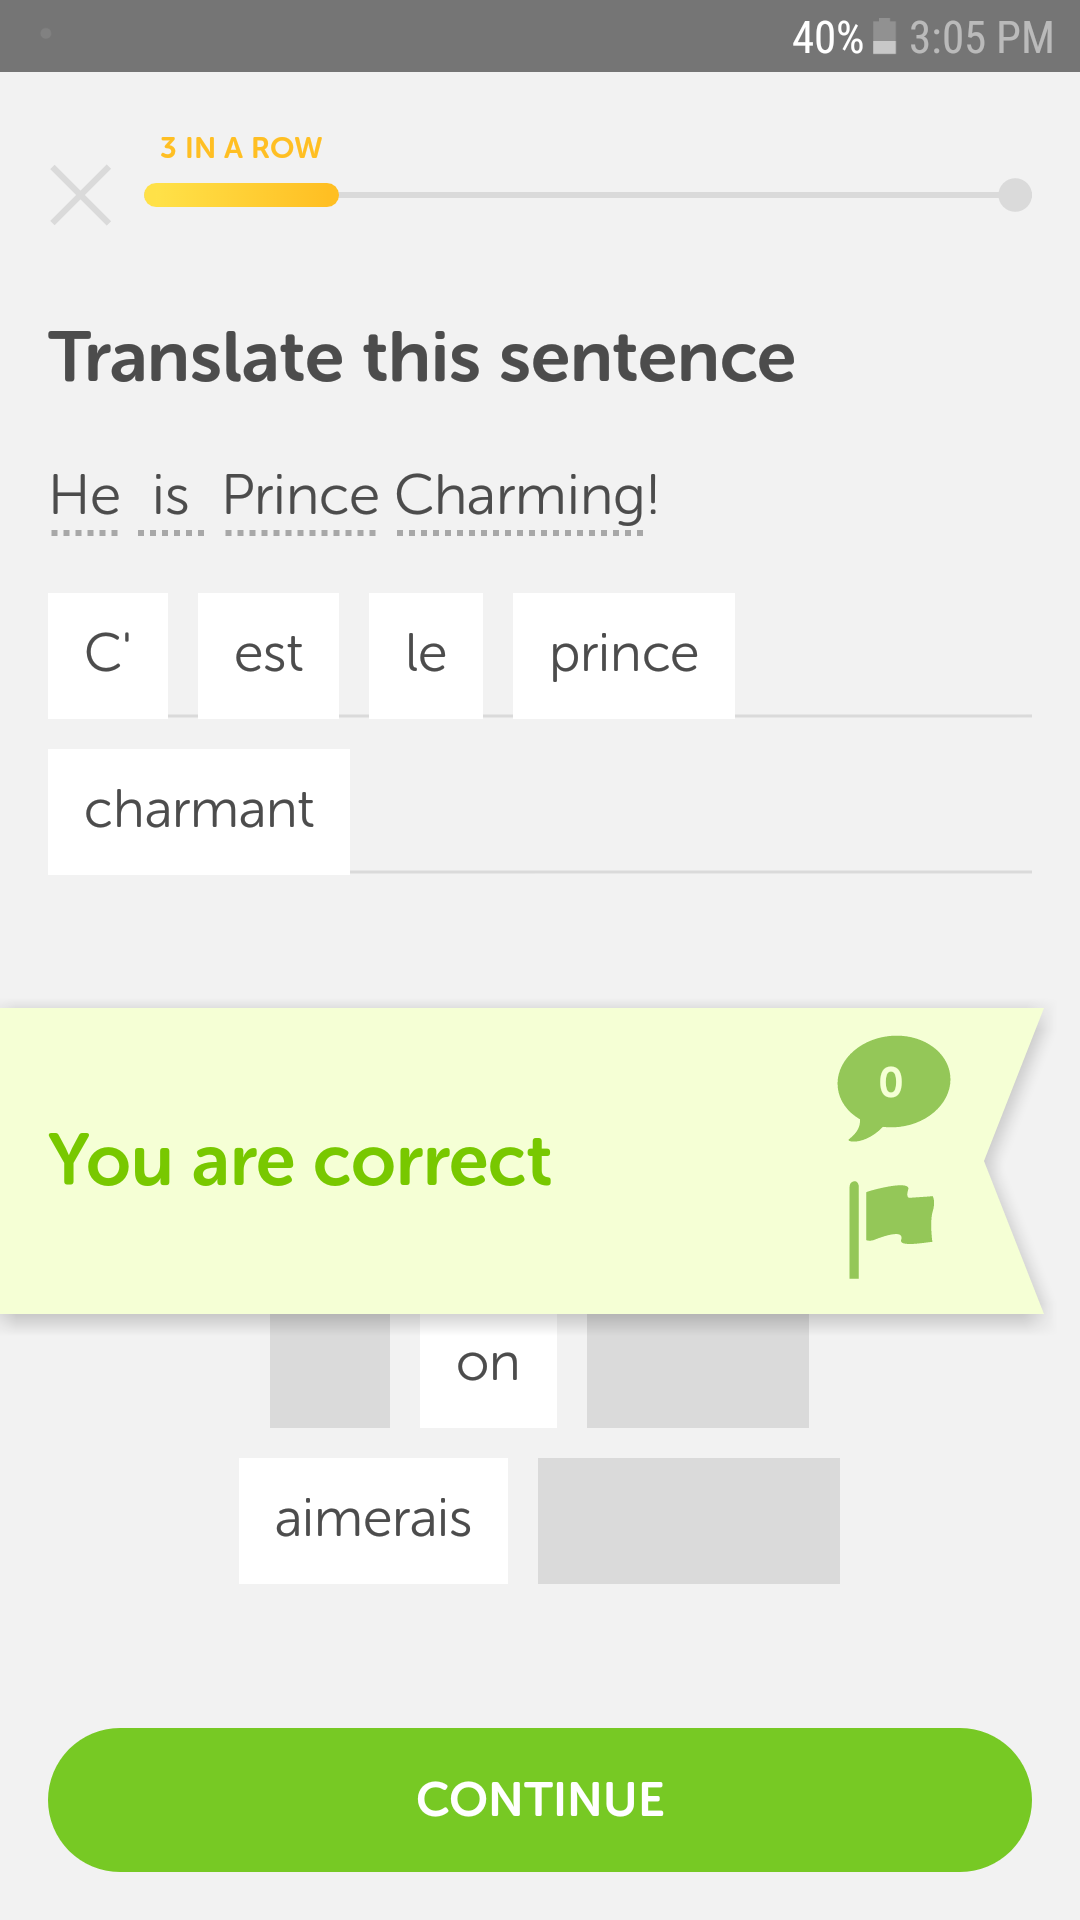 40% 3:05 PM
3 IN A ROW
Translate this sentence
He is Prince Charming!
C' est le prince
charmant
0
You are correct
on
aimerais
CONTINUE